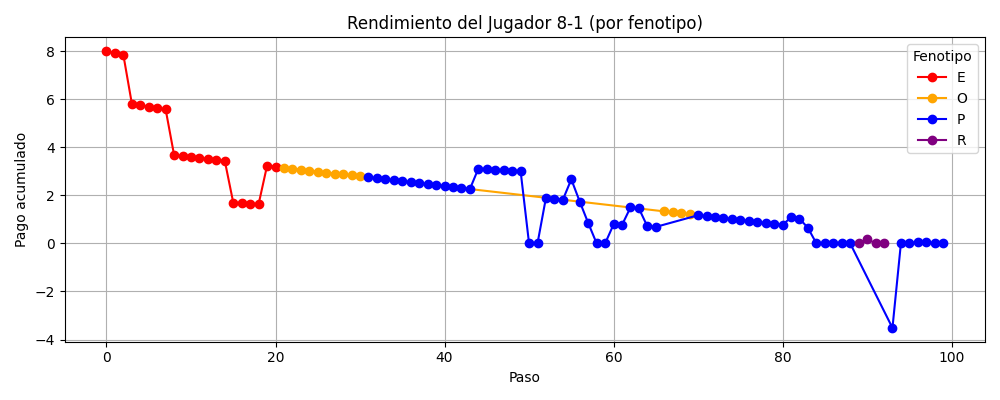 Rendimiento del Jugador 8-1 (por fenotipo)
Pago acumulado
8
6
4
2
0
−2
−4
Fenotipo
E
O
P
R
0 20 40 60 80 100
Paso